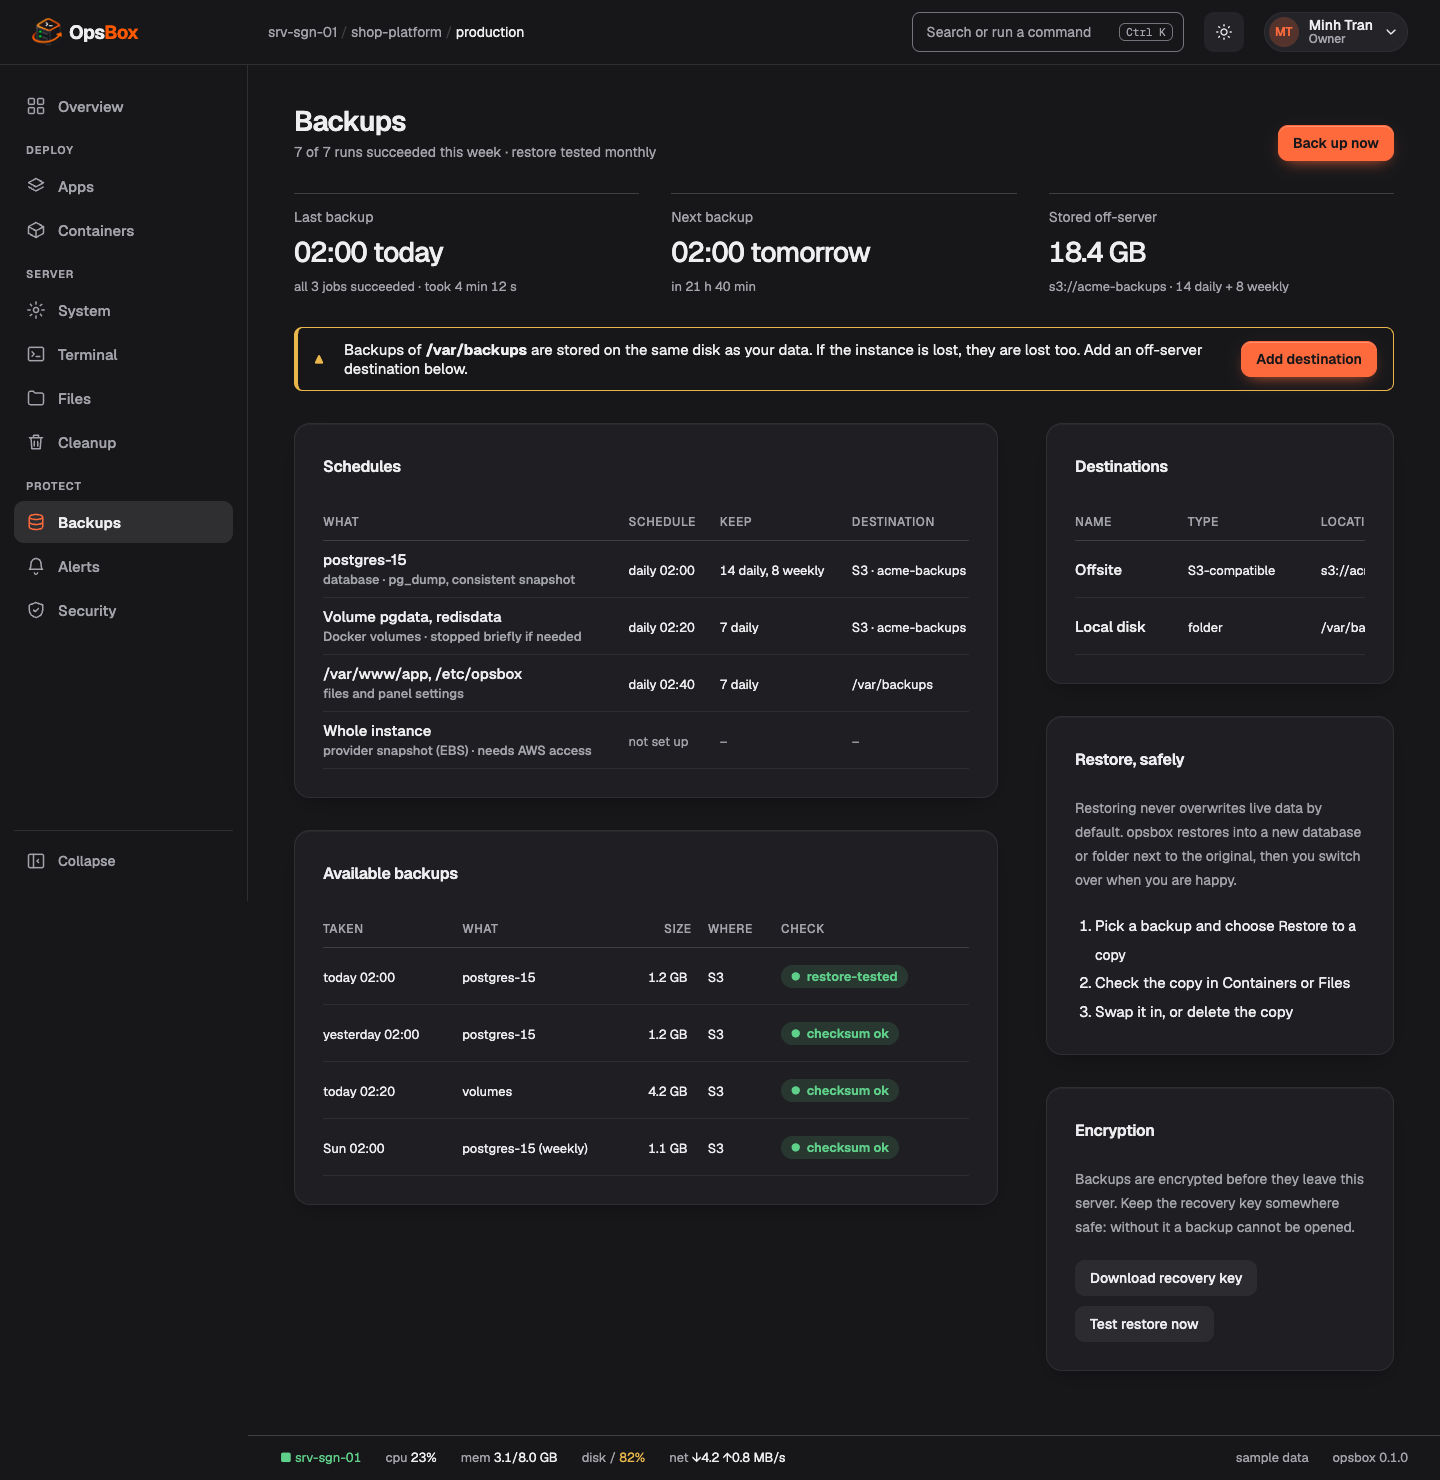 OpsBox
srv-sgn-01 / shop-platform / production
Search or run a command
Ctrl K
MT
Minh Tran
Owner
Overview
DEPLOY
Apps
Containers
SERVER
System
Terminal
Files
Cleanup
PROTECT
Backups
Alerts
Security
Collapse
Backups
7 of 7 runs succeeded this week · restore tested monthly
Back up now
Last backup
02:00 today
all 3 jobs succeeded · took 4 min 12 s
Next backup
02:00 tomorrow
in 21 h 40 min
Stored off-server
18.4 GB
s3://acme-backups · 14 daily + 8 weekly
Backups of /var/backups are stored on the same disk as your data. If the instance is lost, they are lost too. Add an off-server
destination below.
Add destination
Schedules
WHAT SCHEDULE KEEP DESTINATION
postgres-15
database · pg_dump, consistent snapshot
daily 02:00 14 daily, 8 weekly S3 · acme-backups
Volume pgdata, redisdata
Docker volumes · stopped briefly if needed
daily 02:20 7 daily S3 · acme-backups
/var/www/app, /etc/opsbox
files and panel settings
daily 02:40 7 daily /var/backups
Whole instance
provider snapshot (EBS) · needs AWS access
not set up – –
Available backups
TAKEN WHAT SIZE WHERE CHECK
today 02:00 postgres-15 1.2 GB S3 restore-tested
yesterday 02:00 postgres-15 1.2 GB S3 checksum ok
today 02:20 volumes 4.2 GB S3 checksum ok
Sun 02:00 postgres-15 (weekly) 1.1 GB S3 checksum ok
Destinations
NAME TYPE LOCATI
Offsite S3-compatible s3://acr
Local disk folder /var/ba
Restore, safely
Restoring never overwrites live data by
default. opsbox restores into a new database
or folder next to the original, then you switch
over when you are happy.
1. Pick a backup and choose Restore to a
copy
2. Check the copy in Containers or Files
3. Swap it in, or delete the copy
Encryption
Backups are encrypted before they leave this
server. Keep the recovery key somewhere
safe: without it a backup cannot be opened.
Download recovery key
Test restore now
srv-sgn-01 cpu 23% mem 3.1/8.0 GB disk / 82% net ↓4.2 ↑0.8 MB/s
sample data opsbox 0.1.0